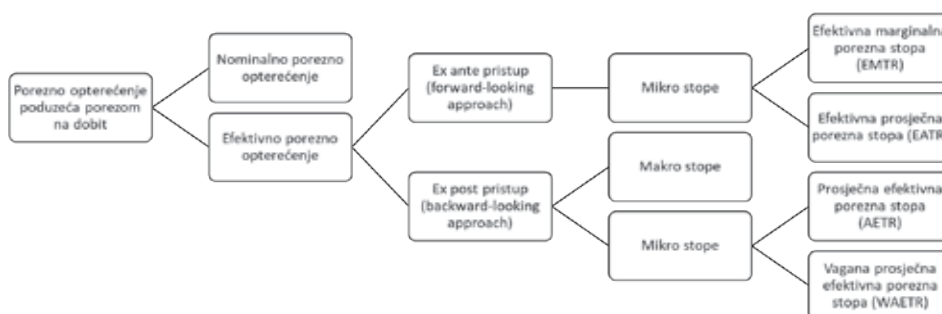 Porezno opterećenje
poduzeća porezom
na dobit
Nominalno porezno
opterećenje
Efektivno porezno
opterećenje
Ex ante pristup
(forward-looking
approach)
Ex post pristup
(backward-looking
approach)
Mikro stope
Makro stope
Mikro stope
Efektivna marginalna
porezna stopa
(EMTR)
Efektivna prosječna
porezna stopa (EATR)
Prosječna efektivna
porezna stopa
(AETR)
Vagana prosječna
efektivna porezna
stopa (WAETR)